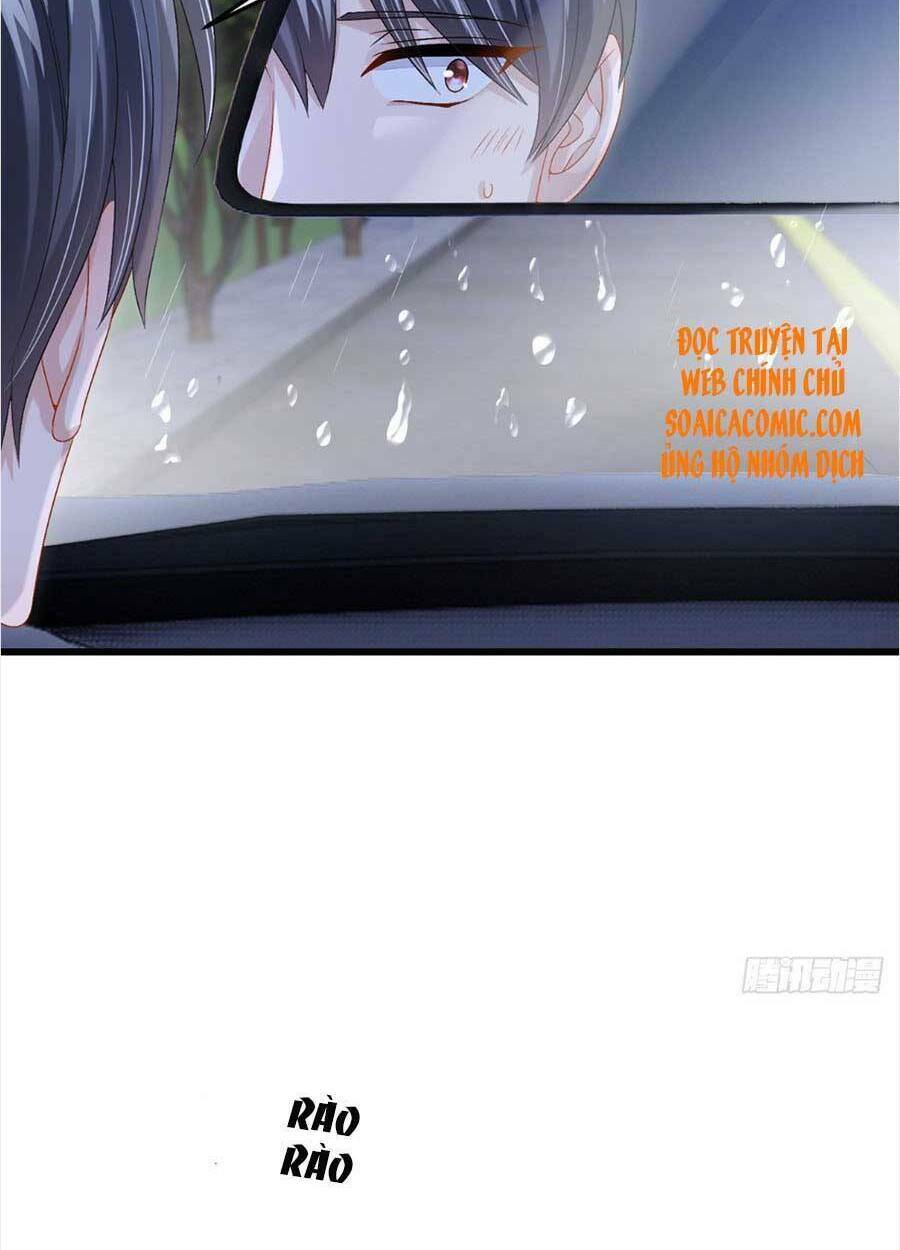 ĐỌC TRUYỆN TẠI
WEB CHÍNH CHỦ
SOAICACOMIC.COM
ỦNG HỘ NHÓM DỊCH
腾讯动漫
RÀO
RÀO